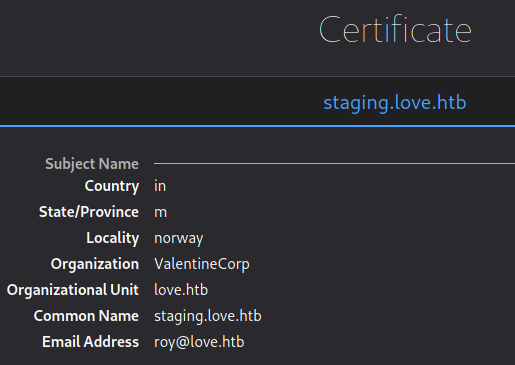 Certificate
staging.love.htb
Subject Name
Country in
State/Province m
Locality norway
Organization ValentineCorp
Organizational Unit love.htb
Common Name staging.love.htb
Email Address roy@love.htb